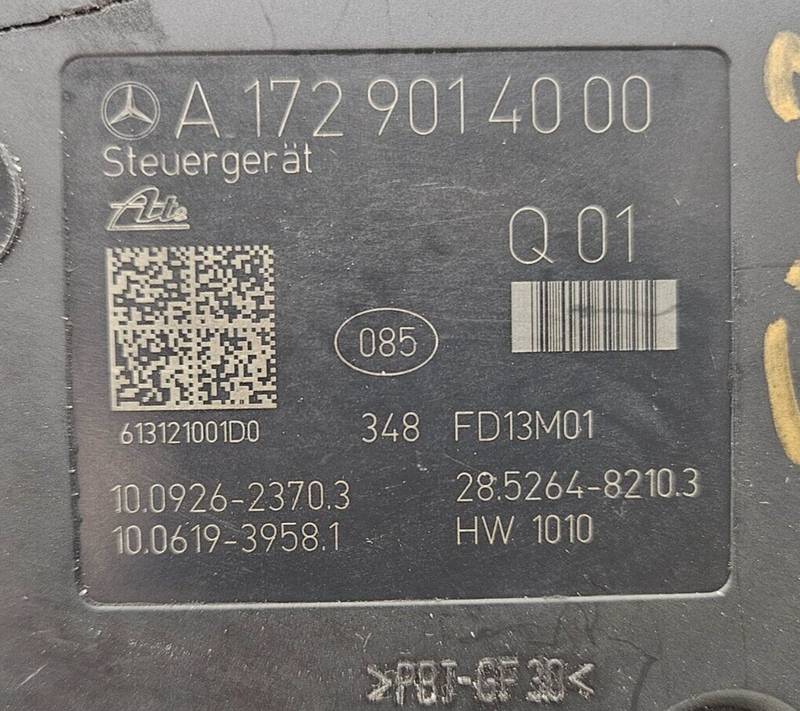 A 172 901 40 00
Steuergerät
Ate
Q 01
085
613121001D0
348 FD13M01
10.0926-2370.3
28.5264-8210.3
10.0619-3958.1
HW 1010
>PBT-GF30<